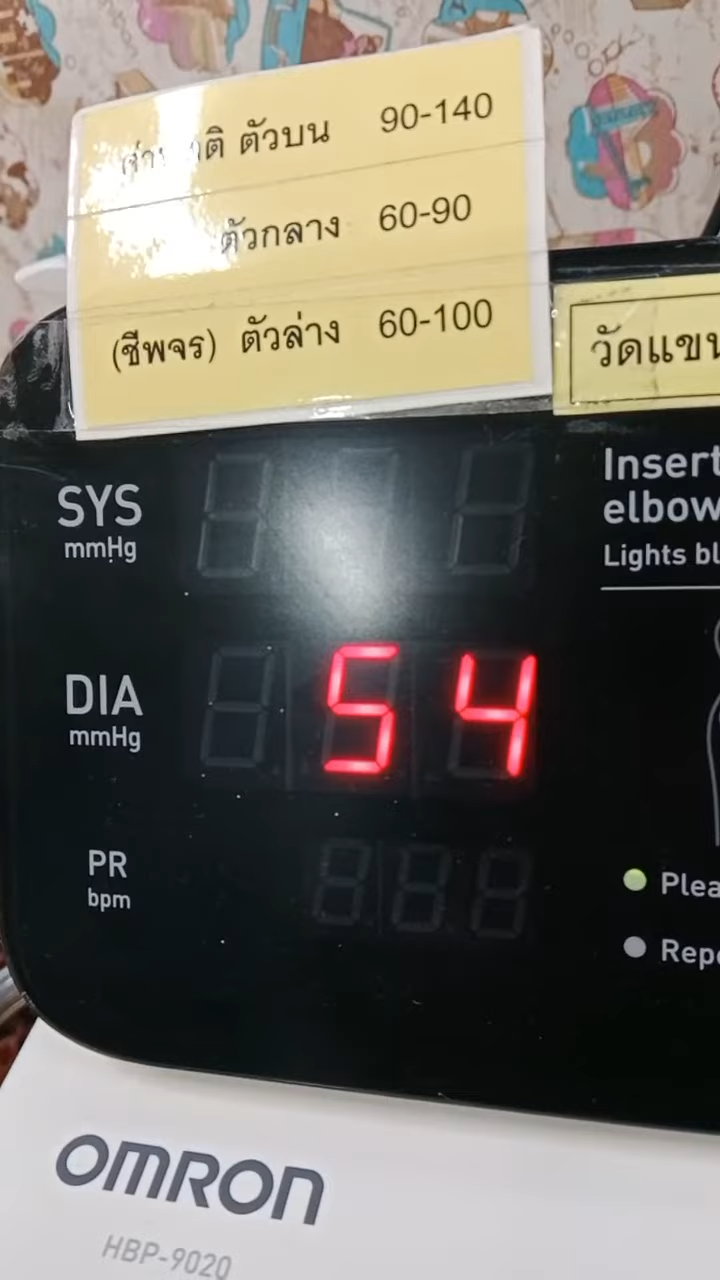 ตัวบน 90-140
ตัวกลาง 60-90
(ชีพจร) ตัวล่าง 60-100
วัดแขน
SYS
mmHg
Insert
elbow
Lights bl
DIA
mmHg
54
PR
bpm
Plea
Repe
OMRON
HBP-9020